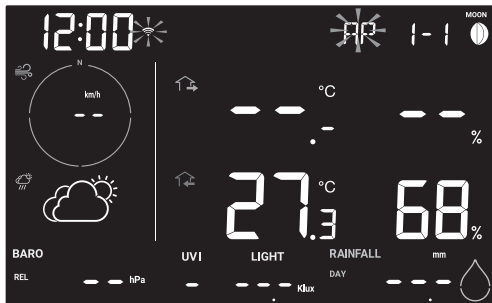 12:00 AP 1-1 MOON
N
km/h
--
°C
--.-
--
%
27.3 °C
68%
BARO
REL -- hPa
UVI
-
LIGHT
---.- Klux
RAINFALL mm
DAY ---.-